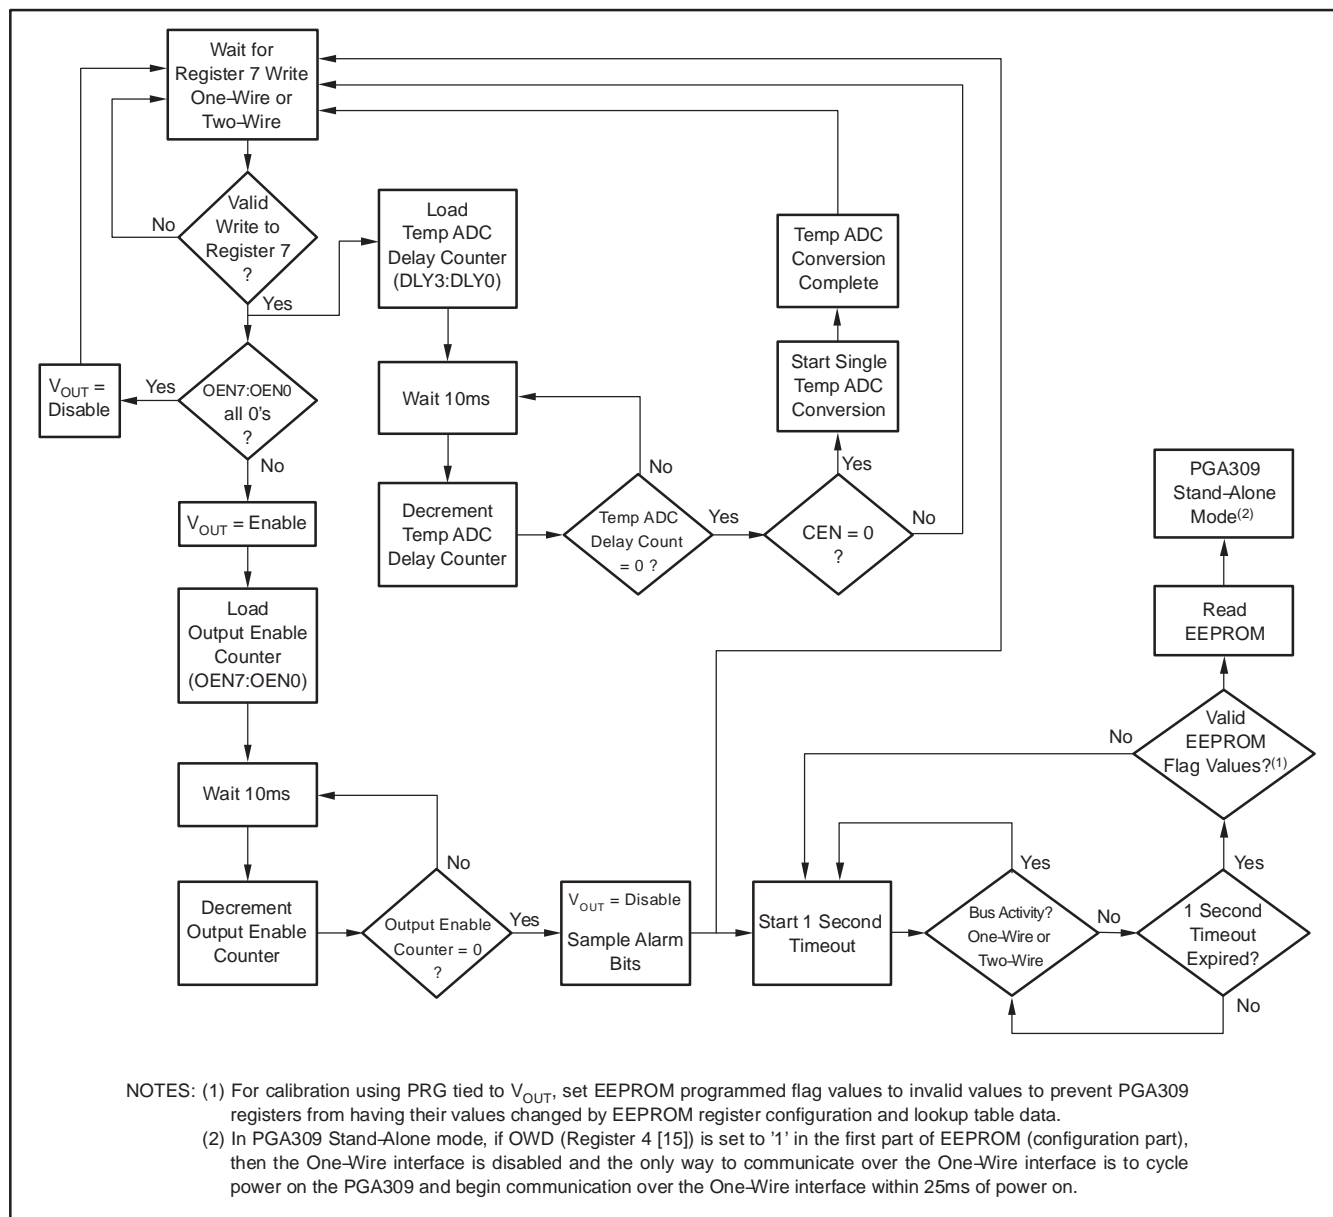 Wait for
Register 7 Write
One–Wire or
Two–Wire
Valid
Write to
Register 7
?
No
Yes
Load
Temp ADC
Delay Counter
(DLY3:DLY0)
Temp ADC
Conversion
Complete
V_OUT =
Disable
Yes
OEN7:OEN0
all 0's
?
No
Wait 10ms
Start Single
Temp ADC
Conversion
Yes
No
V_OUT = Enable
Decrement
Temp ADC
Delay Counter
Temp ADC
Delay Count
= 0 ?
Yes
CEN = 0
?
No
PGA309
Stand–Alone
Mode(2)
Read
EEPROM
Load
Output Enable
Counter
(OEN7:OEN0)
Valid
EEPROM
Flag Values?(1)
No
Wait 10ms
No
Yes
Yes
Decrement
Output Enable
Counter
Output Enable
Counter = 0
?
Yes
V_OUT = Disable
Sample Alarm
Bits
Start 1 Second
Timeout
Bus Activity?
One–Wire or
Two–Wire
No
1 Second
Timeout
Expired?
No
NOTES: (1) For calibration using PRG tied to V_OUT, set EEPROM programmed flag values to invalid values to prevent PGA309
registers from having their values changed by EEPROM register configuration and lookup table data.
(2) In PGA309 Stand–Alone mode, if OWD (Register 4 [15]) is set to '1' in the first part of EEPROM (configuration part),
then the One–Wire interface is disabled and the only way to communicate over the One–Wire interface is to cycle
power on the PGA309 and begin communication over the One–Wire interface within 25ms of power on.